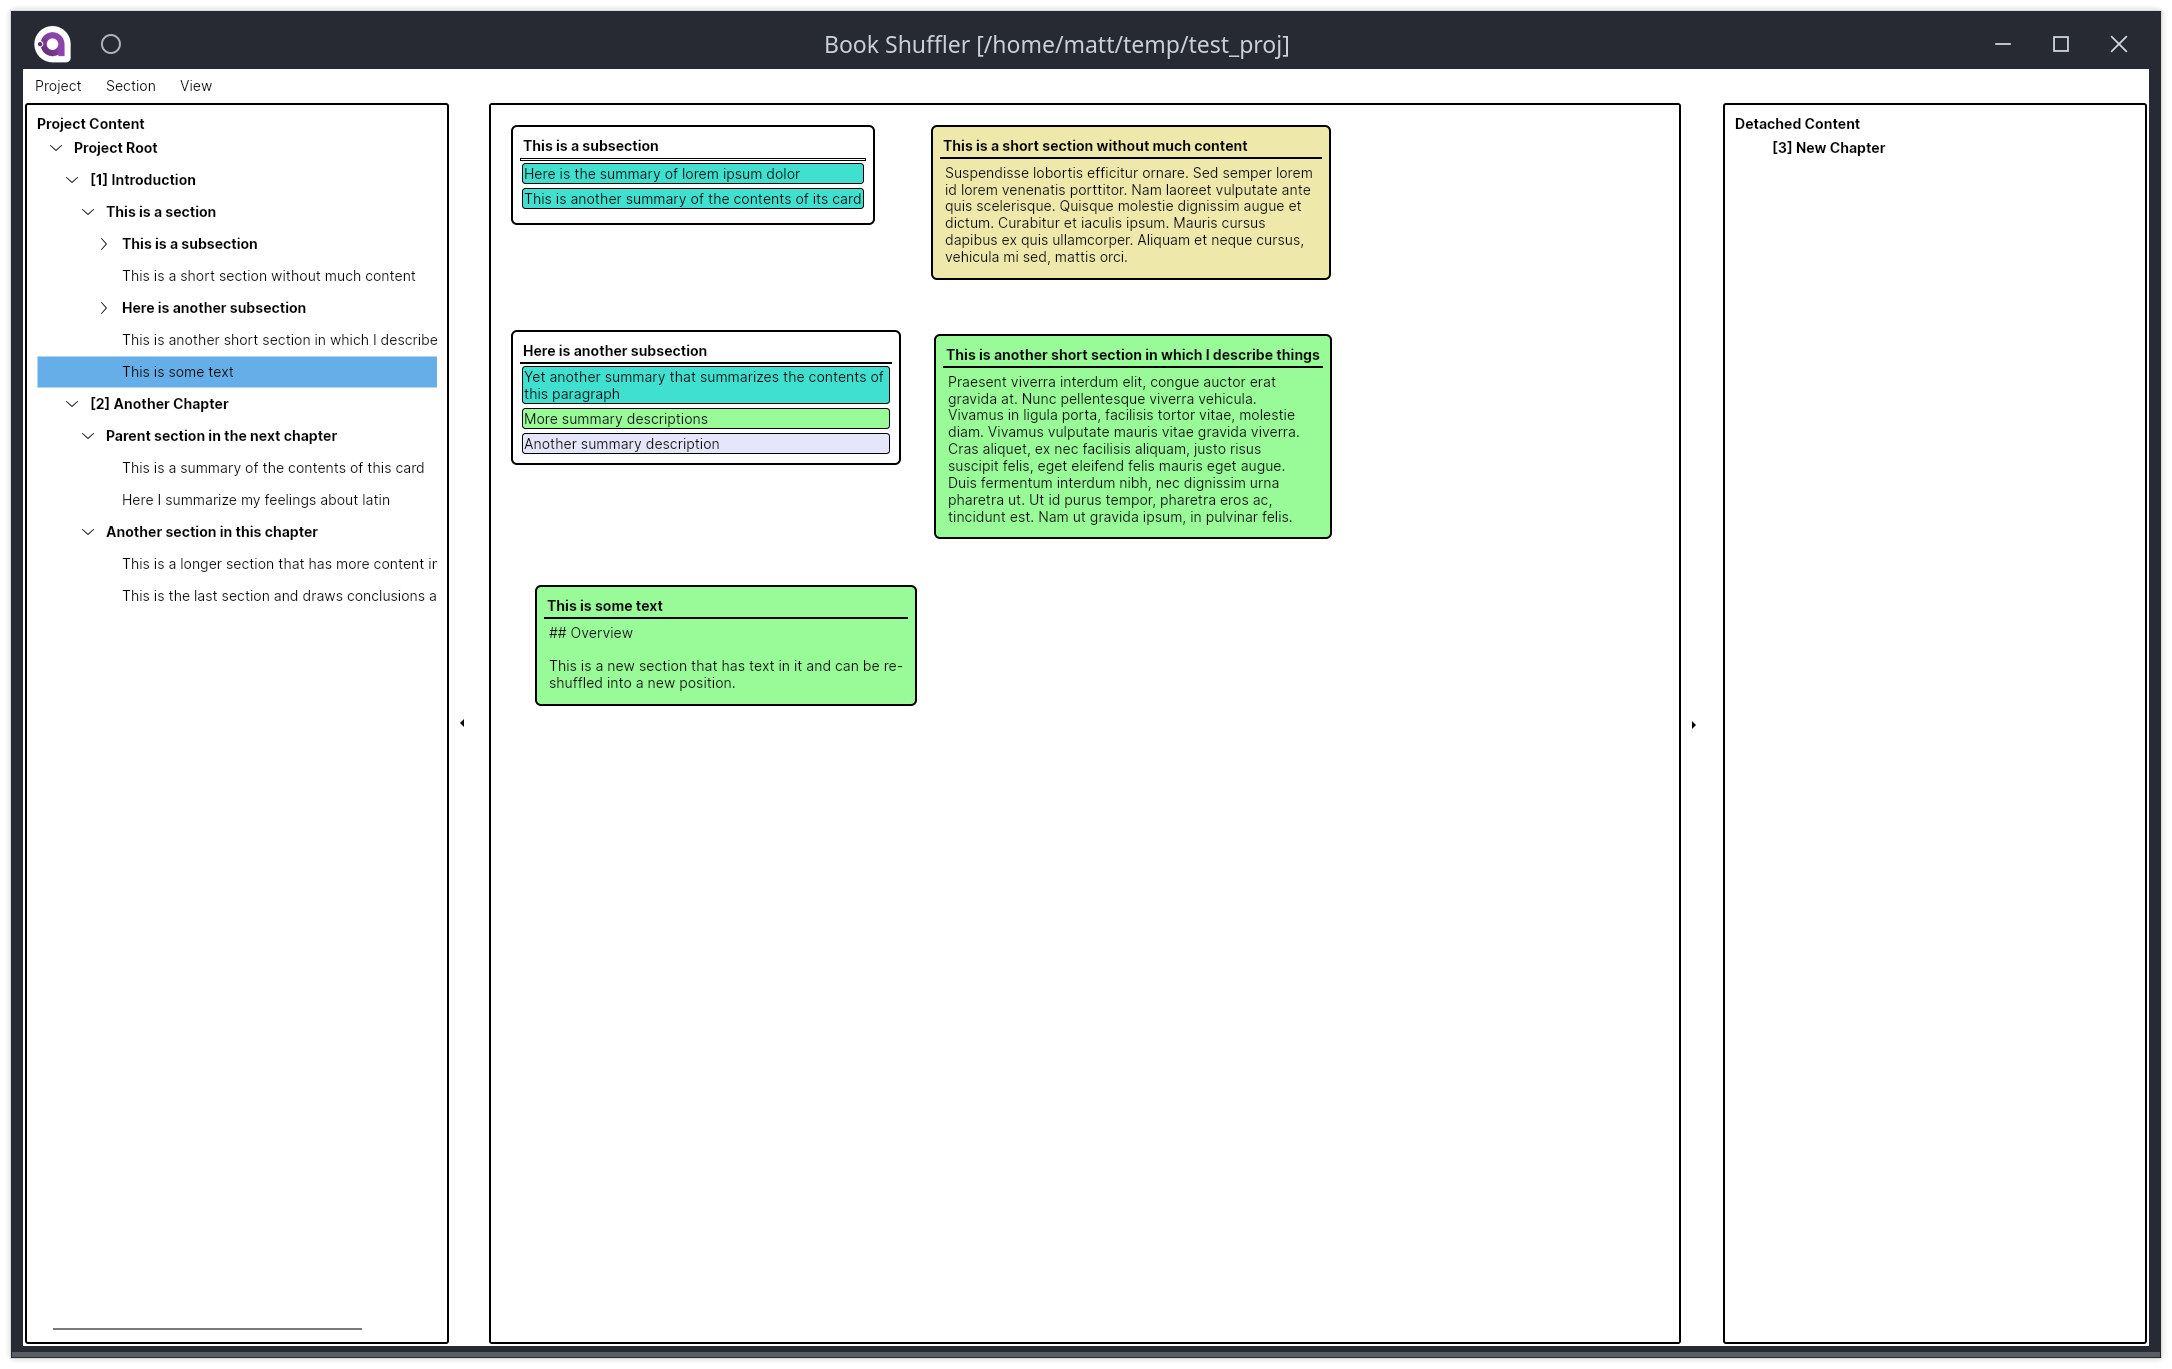 Book Shuffler [/home/matt/temp/test_proj]
Project Section View
Project Content
Project Root
[1] Introduction
This is a section
This is a subsection
This is a short section without much content
Here is another subsection
This is another short section in which I describe
This is some text
[2] Another Chapter
Parent section in the next chapter
This is a summary of the contents of this card
Here I summarize my feelings about latin
Another section in this chapter
This is a longer section that has more content ir
This is the last section and draws conclusions a
This is a subsection
Here is the summary of lorem ipsum dolor
This is another summary of the contents of its card
This is a short section without much content
Suspendisse lobortis efficitur ornare. Sed semper lorem
id lorem venenatis porttitor. Nam laoreet vulputate ante
quis scelerisque. Quisque molestie dignissim augue et
dictum. Curabitur et iaculis ipsum. Mauris cursus
dapibus ex quis ullamcorper. Aliquam et neque cursus,
vehicula mi sed, mattis orci.
Here is another subsection
Yet another summary that summarizes the contents of
this paragraph
More summary descriptions
Another summary description
This is another short section in which I describe things
Praesent viverra interdum elit, congue auctor erat
gravida at. Nunc pellentesque viverra vehicula.
Vivamus in ligula porta, facilisis tortor vitae, molestie
diam. Vivamus vulputate mauris vitae gravida viverra.
Cras aliquet, ex nec facilisis aliquam, justo risus
suscipit felis, eget eleifend felis mauris eget augue.
Duis fermentum interdum nibh, nec dignissim urna
pharetra ut. Ut id purus tempor, pharetra eros ac,
tincidunt est. Nam ut gravida ipsum, in pulvinar felis.
This is some text
## Overview
This is a new section that has text in it and can be re-
shuffled into a new position.
Detached Content
[3] New Chapter